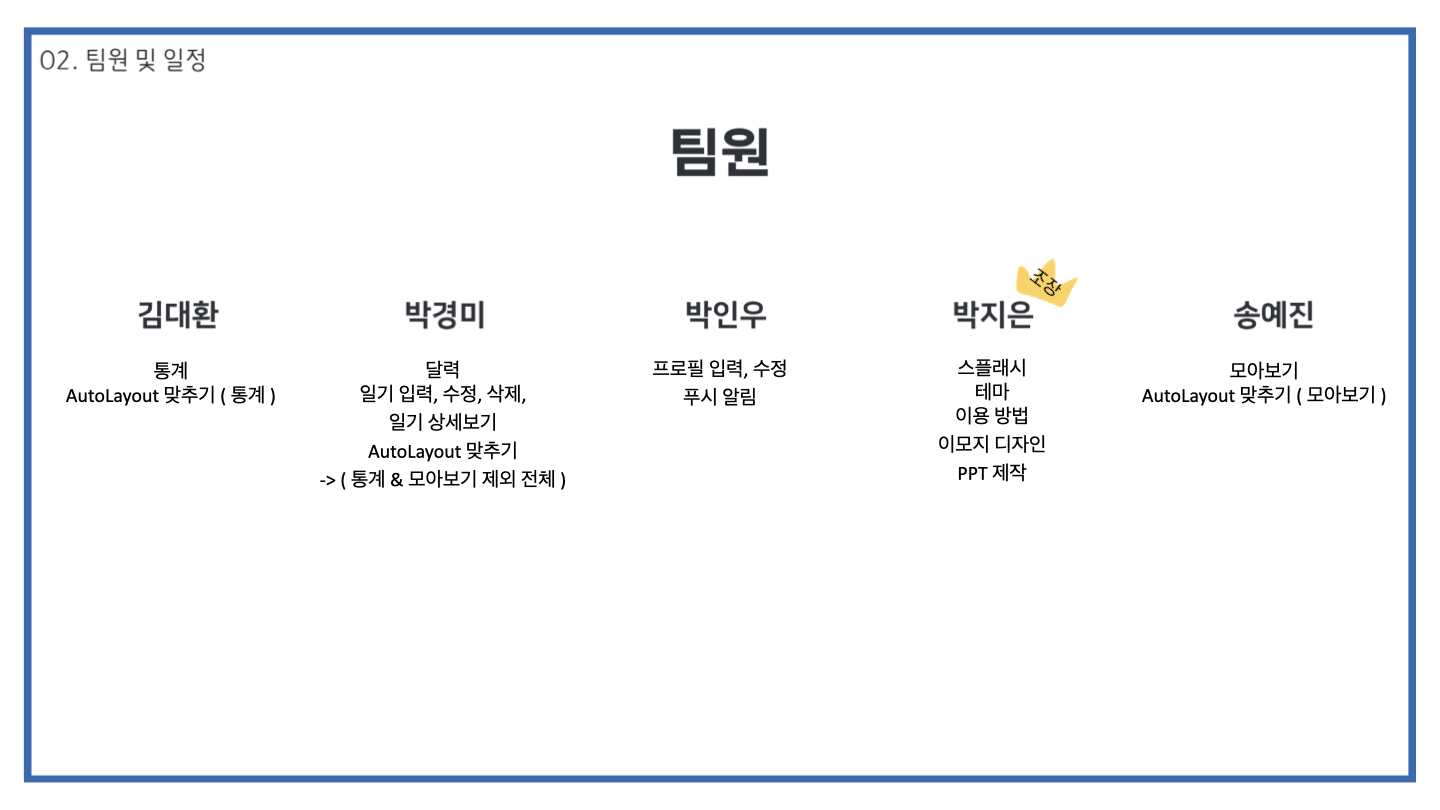 02. 팀원 및 일정
팀원
김대환
통계
AutoLayout 맞추기 ( 통계 )
박경미
달력
일기 입력, 수정, 삭제,
일기 상세보기
AutoLayout 맞추기
-> ( 통계 & 모아보기 제외 전체 )
박인우
프로필 입력, 수정
푸시 알림
조장
박지은
스플래시
테마
이용 방법
이모지 디자인
PPT 제작
송예진
모아보기
AutoLayout 맞추기 ( 모아보기 )